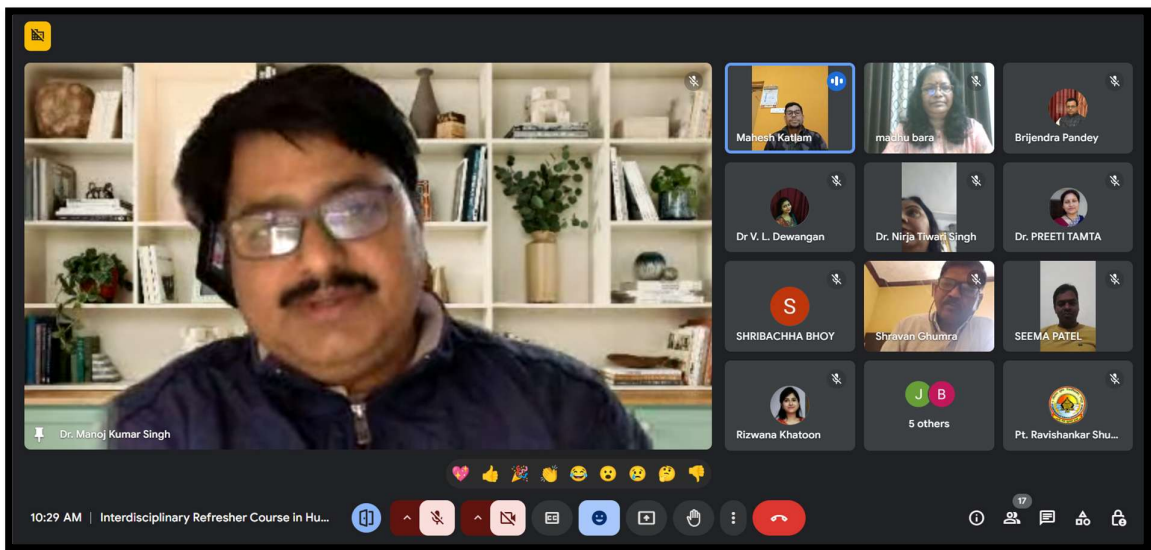 Dr. Manoj Kumar Singh
Mahesh Katlam
madhu bara
Brijendra Pandey
Dr V. L. Dewangan
Dr. Nirja Tiwari Singh
Dr. PREETI TAMTA
S
SHRIBACHHA BHOY
Shravan Ghumra
SEEMA PATEL
Rizwana Khatoon
J B
5 others
Pt. Ravishankar Shu...
10:29 AM | Interdisciplinary Refresher Course in Hu...
CC
17